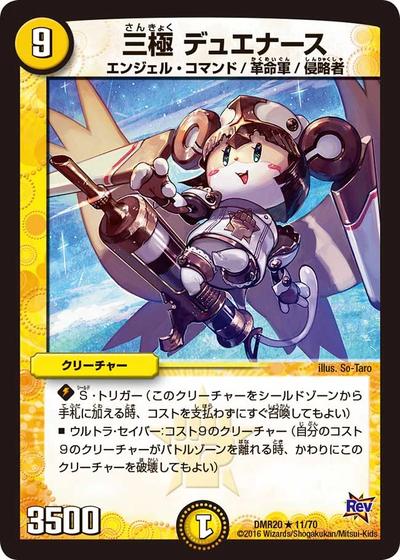 9
さんきょく
三極 デュエナース
かくめいぐん しんりゃくしゃ
エンジェル・コマンド / 革命軍 / 侵略者
クリーチャー
illus. So-Taro
シールド
S・トリガー (このクリーチャーをシールドゾーンから
手札に加える時、コストを支払わずにすぐ召喚してもよい)
■ ウルトラ・セイバー:コスト9のクリーチャー (自分のコスト
9のクリーチャーがバトルゾーンを離れる時、かわりにこの
クリーチャーを破壊してもよい)
3500
1
Rev
DMR20 ★ 11/70
©2016 Wizards/Shogakukan/Mitsui-Kids